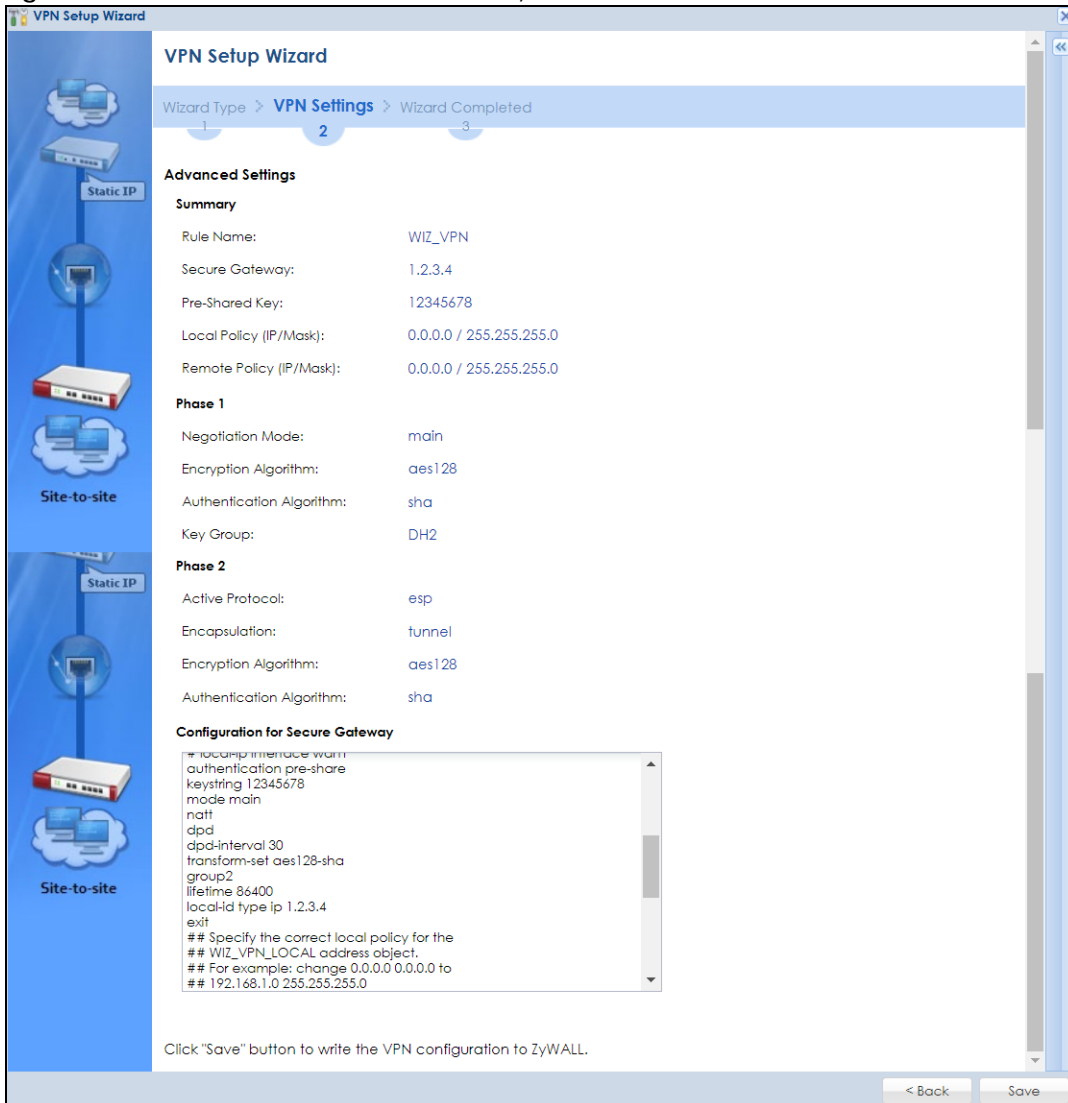 VPN Setup Wizard
VPN Setup Wizard
Wizard Type > VPN Settings > Wizard Completed
1 2 3
Static IP
Site-to-site
Static IP
Site-to-site
Advanced Settings
Summary
Rule Name: WIZ_VPN
Secure Gateway: 1.2.3.4
Pre-Shared Key: 12345678
Local Policy (IP/Mask): 0.0.0.0 / 255.255.255.0
Remote Policy (IP/Mask): 0.0.0.0 / 255.255.255.0
Phase 1
Negotiation Mode: main
Encryption Algorithm: aes128
Authentication Algorithm: sha
Key Group: DH2
Phase 2
Active Protocol: esp
Encapsulation: tunnel
Encryption Algorithm: aes128
Authentication Algorithm: sha
Configuration for Secure Gateway
# local-ip interface wan1
authentication pre-share
keystring 12345678
mode main
natt
dpd
dpd-interval 30
transform-set aes128-sha
group2
lifetime 86400
local-id type ip 1.2.3.4
exit
## Specify the correct local policy for the
## WIZ_VPN_LOCAL address object.
## For example: change 0.0.0.0 0.0.0.0 to
## 192.168.1.0 255.255.255.0
Click "Save" button to write the VPN configuration to ZyWALL.
< Back Save